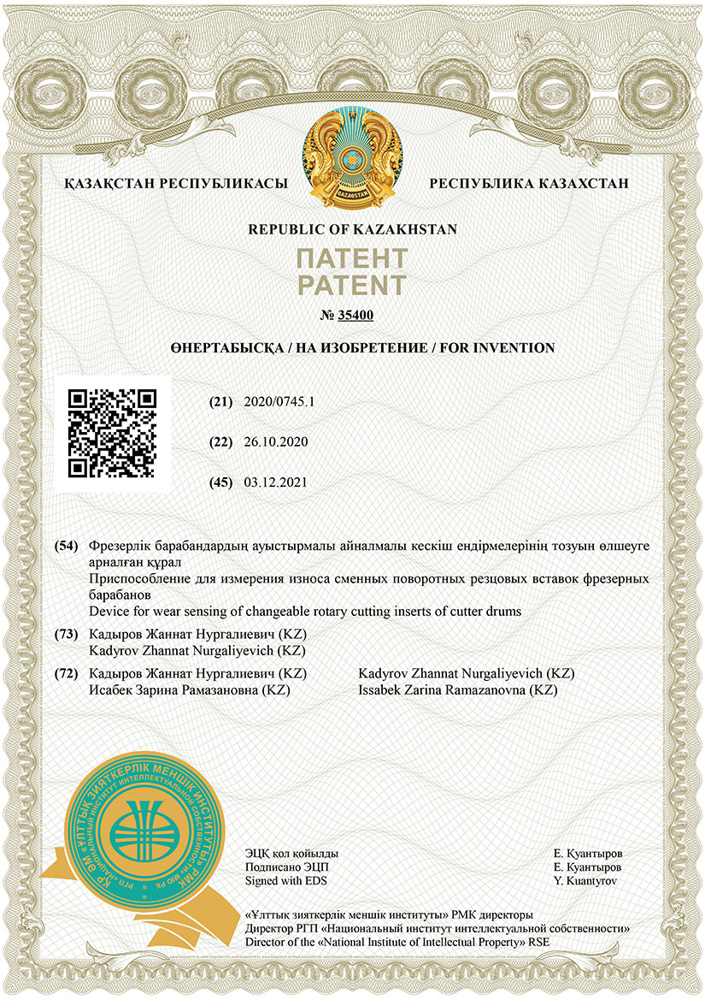 ҚАЗАҚСТАН РЕСПУБЛИКАСЫ
РЕСПУБЛИКА КАЗАХСТАН
QAZAQSTAN
REPUBLIC OF KAZAKHSTAN
ПАТЕНТ
PATENT
№ 35400
ӨНЕРТАБЫСҚА / НА ИЗОБРЕТЕНИЕ / FOR INVENTION
(21) 2020/0745.1
(22) 26.10.2020
(45) 03.12.2021
(54) Фрезерлік барабандардың ауыстырмалы айналмалы кескіш ендірмелерінің тозуын өлшеуге
арналған құрал
Приспособление для измерения износа сменных поворотных резцовых вставок фрезерных
барабанов
Device for wear sensing of changeable rotary cutting inserts of cutter drums
(73) Кадыров Жаннат Нургалиевич (KZ)
Kadyrov Zhannat Nurgaliyevich (KZ)
(72) Кадыров Жаннат Нургалиевич (KZ) Kadyrov Zhannat Nurgaliyevich (KZ)
Исабек Зарина Рамазановна (KZ) Issabek Zarina Ramazanovna (KZ)
ҚР ӘМ «ҰЛТТЫҚ ЗИЯТКЕРЛІК МЕНШІК ИНСТИТУТЫ» РМК
РГП «НАЦИОНАЛЬНЫЙ ИНСТИТУТ ИНТЕЛЛЕКТУАЛЬНОЙ СОБСТВЕННОСТИ» МЮ РК
ЭЦҚ қол қойылды Е. Қуантыров
Подписано ЭЦП Е. Куантыров
Signed with EDS Y. Kuantyrov
«Ұлттық зияткерлік меншік институты» РМК директоры
Директор РГП «Национальный институт интеллектуальной собственности»
Director of the «National Institute of Intellectual Property» RSE